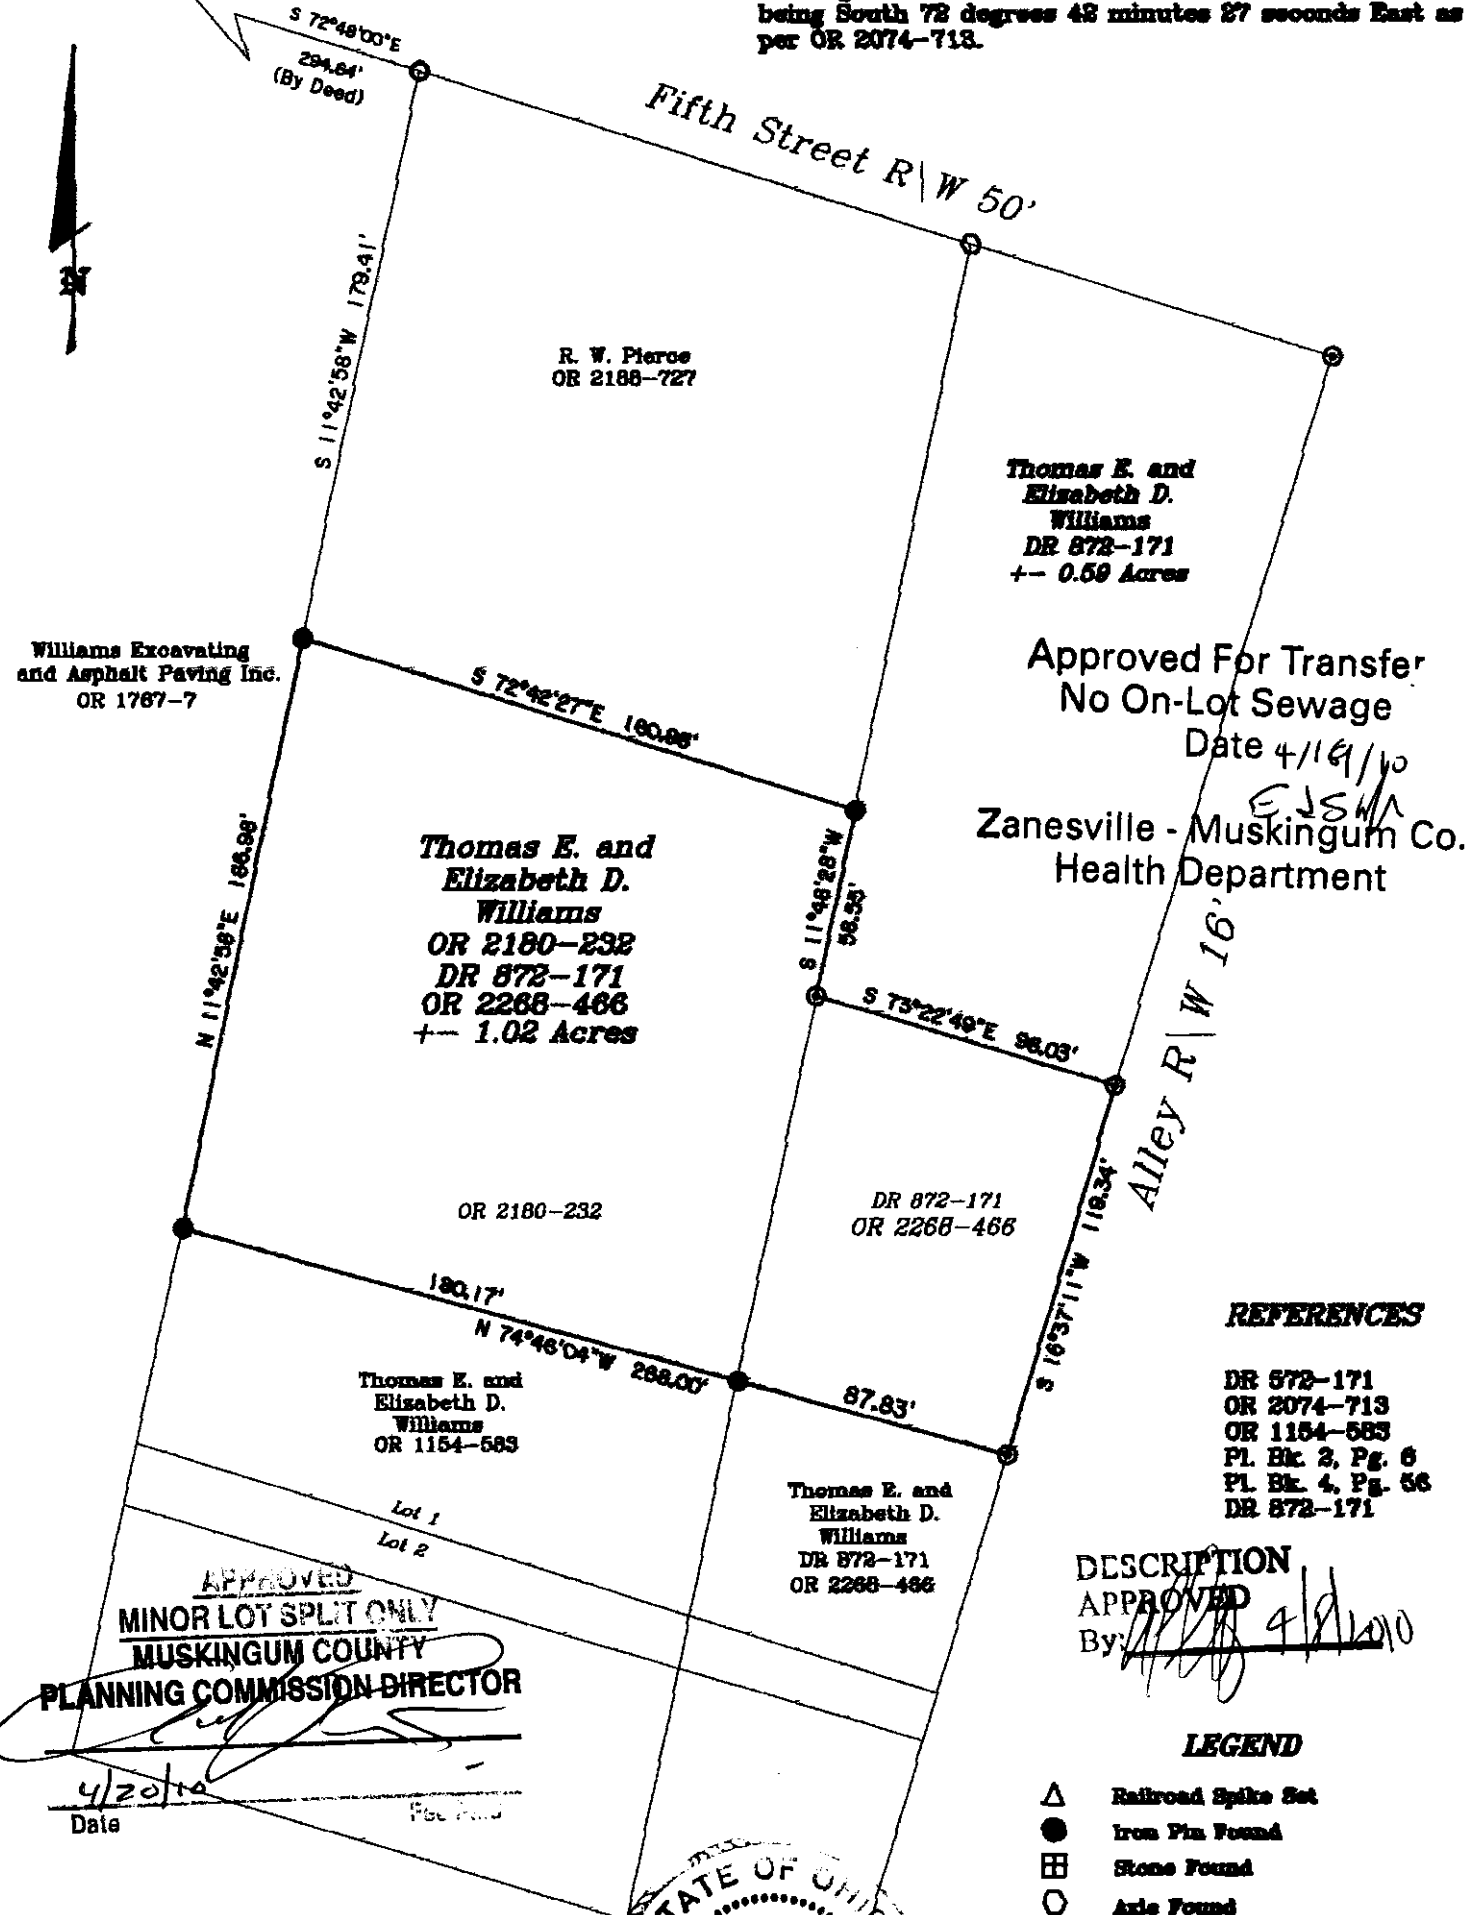 being South 72 degrees 42 minutes 27 seconds East as
per OR 2074-713.
S 72°48'00"E
294.64'
(By Deed)
Fifth Street R\W 50'
N
S 11°42'58"W 179.41'
R. W. Pierce
OR 2188-727
Thomas E. and
Elizabeth D.
Williams
DR 872-171
+- 0.59 Acres
Williams Excavating
and Asphalt Paving Inc.
OR 1767-7
S 72°42'27"E 180.98'
Approved For Transfer
No On-Lot Sewage
Date 4/19/10
Zanesville - Muskingum Co.
Health Department
N 11°42'58"E 186.98'
Thomas E. and
Elizabeth D.
Williams
OR 2180-232
DR 872-171
OR 2268-466
+- 1.02 Acres
S 11°48'28"W
58.55'
S 73°22'49"E 96.03'
Alley R\W 16'
OR 2180-232
DR 872-171
OR 2268-466
S 16°37'11"W 119.34'
180.17'
N 74°46'04"W 268.00'
87.83'
Thomas E. and
Elizabeth D.
Williams
OR 1154-583
Lot 1
Lot 2
Thomas E. and
Elizabeth D.
Williams
DR 872-171
OR 2268-466
REFERENCES
DR 572-171
OR 2074-713
OR 1154-583
Pl. Bk. 2, Pg. 6
Pl. Bk. 4, Pg. 56
DR 872-171
DESCRIPTION
APPROVED
By:
APPROVED
MINOR LOT SPLIT ONLY
MUSKINGUM COUNTY
PLANNING COMMISSION DIRECTOR
4/20/10
Date
Fee Paid
LEGEND
Railroad Spike Set
Iron Pin Found
Stone Found
Axle Found
STATE OF OHIO